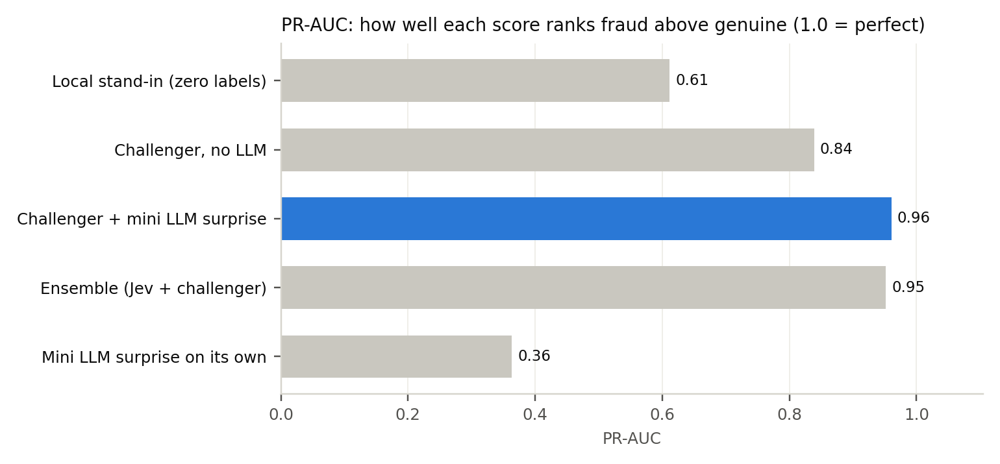 PR-AUC: how well each score ranks fraud above genuine (1.0 = perfect)
Local stand-in (zero labels)
0.61
Challenger, no LLM
0.84
Challenger + mini LLM surprise
0.96
Ensemble (Jev + challenger)
0.95
Mini LLM surprise on its own
0.36
0.0 0.2 0.4 0.6 0.8 1.0
PR-AUC